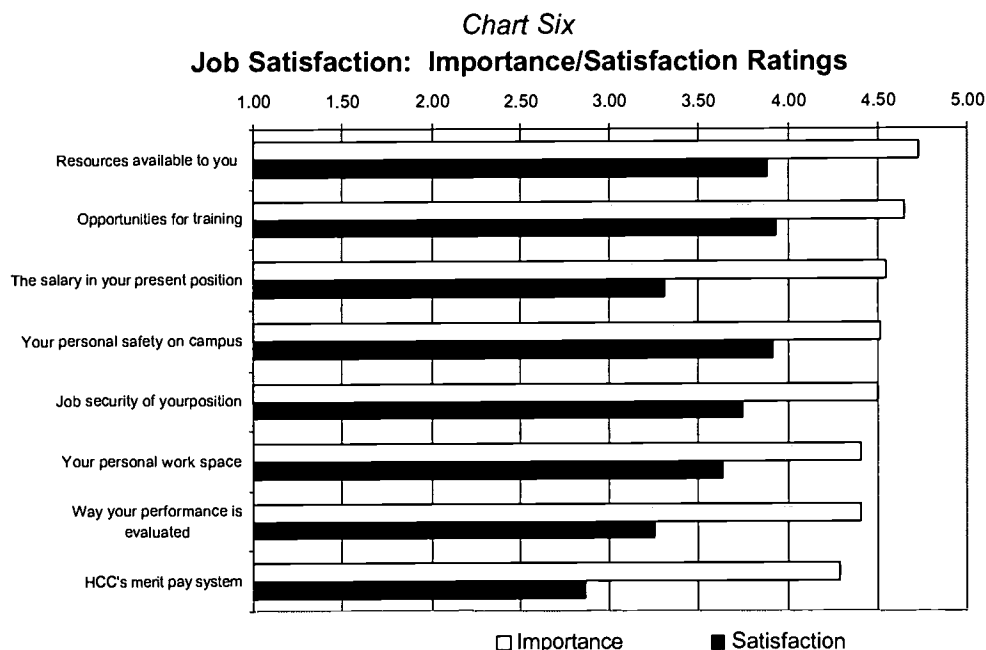 Chart Six
Job Satisfaction: Importance/Satisfaction Ratings
1.00 1.50 2.00 2.50 3.00 3.50 4.00 4.50 5.00
Resources available to you
Opportunities for training
The salary in your present position
Your personal safety on campus
Job security of yourposition
Your personal work space
Way your performance is
evaluated
HCC's merit pay system
Importance Satisfaction